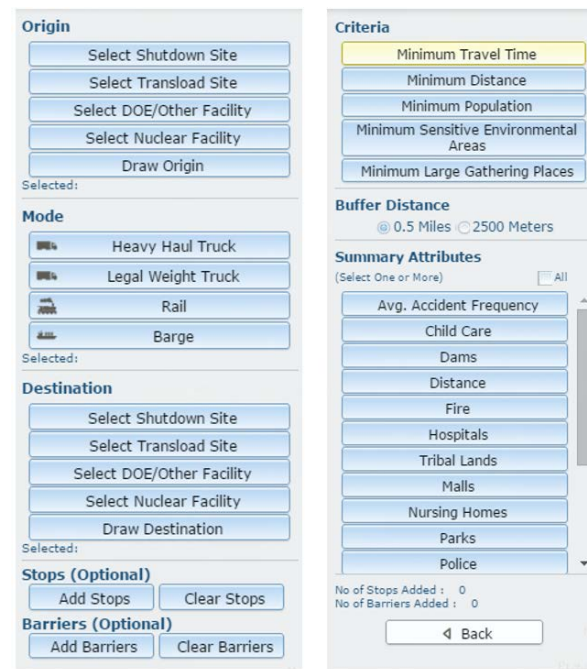 Origin
Select Shutdown Site
Select Transload Site
Select DOE/Other Facility
Select Nuclear Facility
Draw Origin
Selected:
Mode
Heavy Haul Truck
Legal Weight Truck
Rail
Barge
Selected:
Destination
Select Shutdown Site
Select Transload Site
Select DOE/Other Facility
Select Nuclear Facility
Draw Destination
Selected:
Stops (Optional)
Add Stops Clear Stops
Barriers (Optional)
Add Barriers Clear Barriers
Criteria
Minimum Travel Time
Minimum Distance
Minimum Population
Minimum Sensitive Environmental
Areas
Minimum Large Gathering Places
Buffer Distance
0.5 Miles 2500 Meters
Summary Attributes
(Select One or More) All
Avg. Accident Frequency
Child Care
Dams
Distance
Fire
Hospitals
Tribal Lands
Malls
Nursing Homes
Parks
Police
No of Stops Added : 0
No of Barriers Added : 0
Back